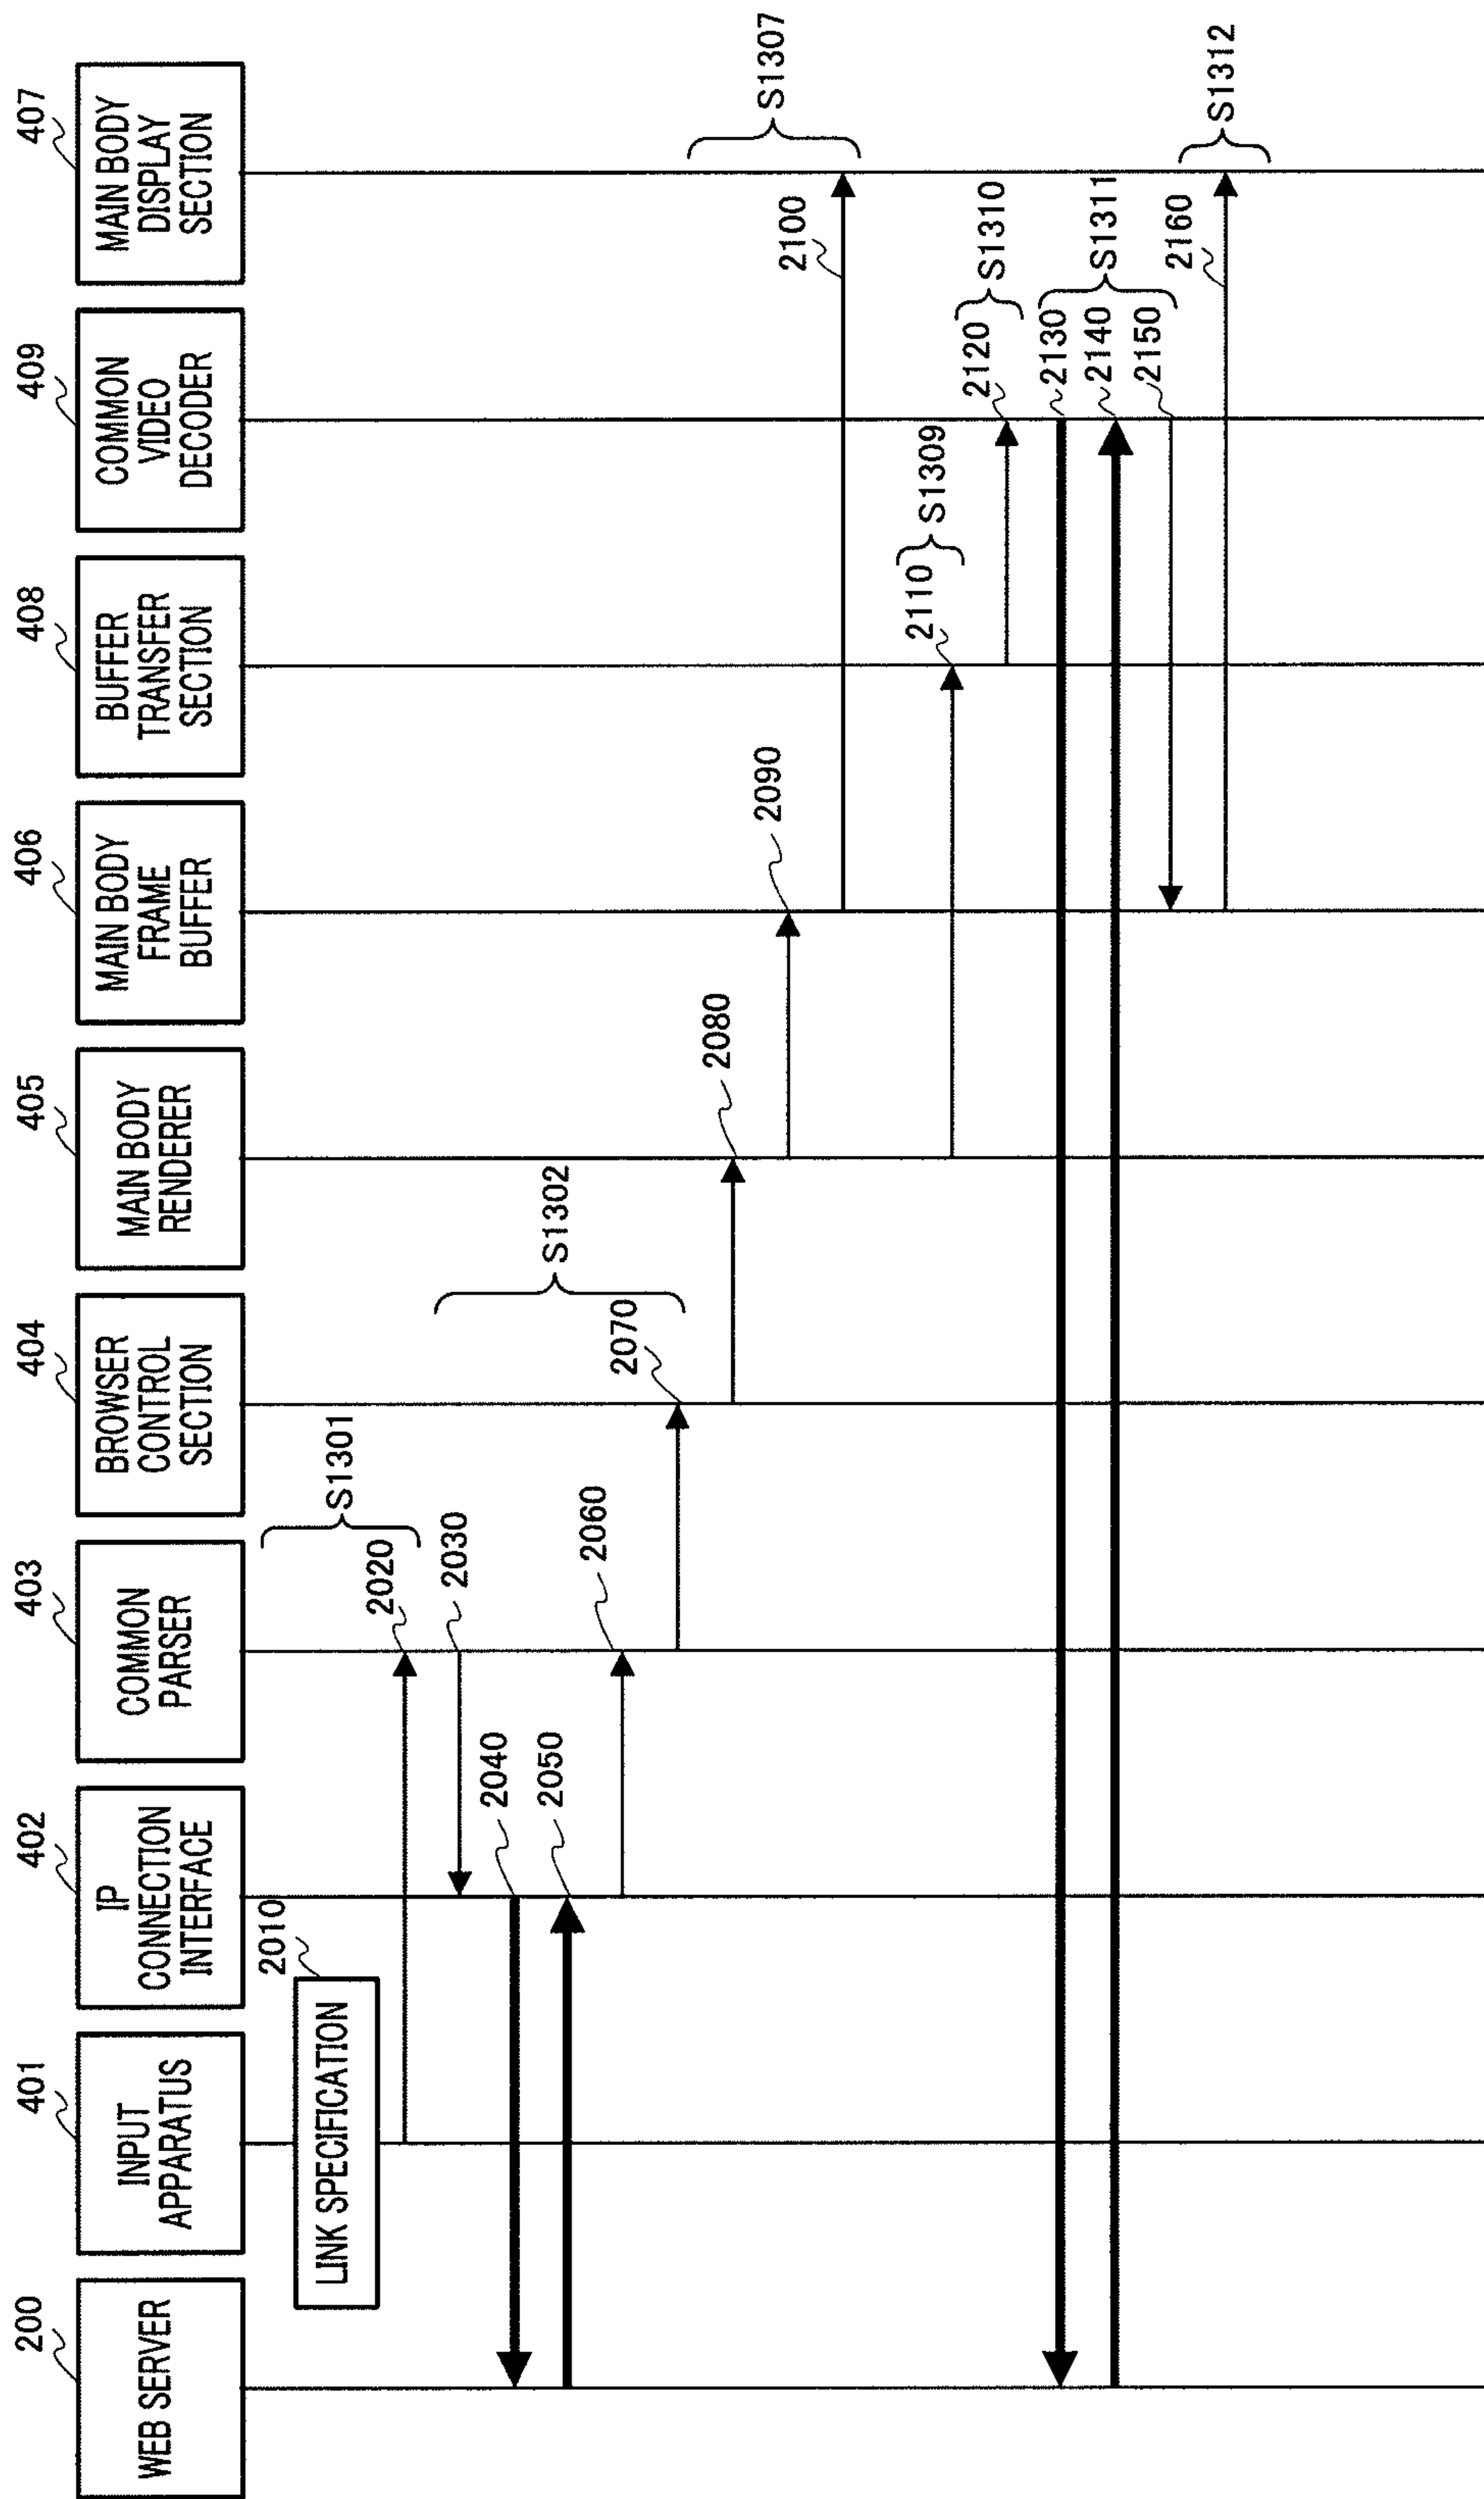 200
WEB SERVER
401
INPUT
APPARATUS
402
IP
CONNECTION
INTERFACE
403
COMMON
PARSER
404
BROWSER
CONTROL
SECTION
405
MAIN BODY
RENDERER
406
MAIN BODY
FRAME
BUFFER
408
BUFFER
TRANSFER
SECTION
409
COMMON
VIDEO
DECODER
407
MAIN BODY
DISPLAY
SECTION
2010
LINK SPECIFICATION
S1301
2020
2030
2040
2050
2060
2070
S1302
2080
2090
2100
S1307
2110
S1309
2120
S1310
2130
2140
2150
S1311
2160
S1312